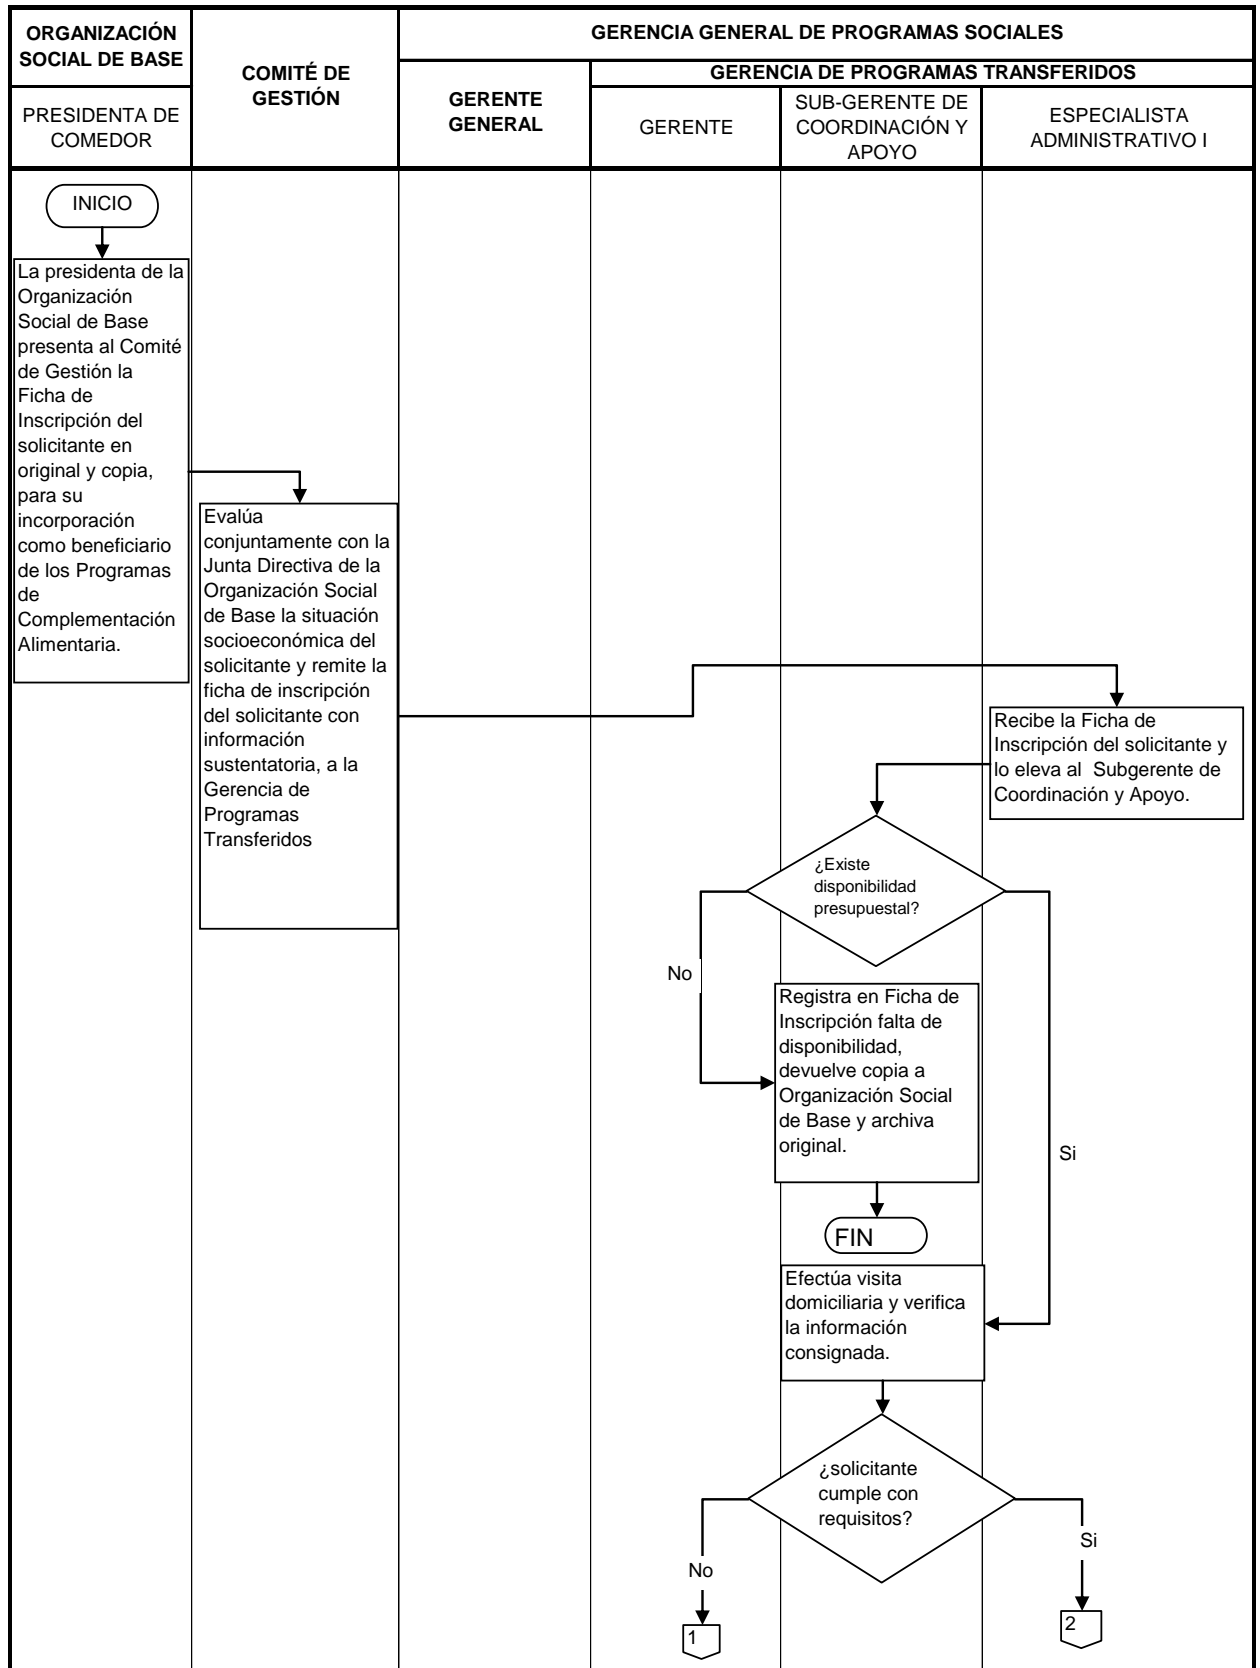 ORGANIZACIÓN
SOCIAL DE BASE
COMITÉ DE
GESTIÓN
GERENCIA GENERAL DE PROGRAMAS SOCIALES
GERENTE
GENERAL
GERENCIA DE PROGRAMAS TRANSFERIDOS
PRESIDENTA DE
COMEDOR
GERENTE
SUB-GERENTE DE
COORDINACIÓN Y
APOYO
ESPECIALISTA
ADMINISTRATIVO I
INICIO
La presidenta de la
Organización
Social de Base
presenta al Comité
de Gestión la
Ficha de
Inscripción del
solicitante en
original y copia,
para su
incorporación
como beneficiario
de los Programas
de
Complementación
Alimentaria.
Evalúa
conjuntamente con la
Junta Directiva de la
Organización Social
de Base la situación
socioeconómica del
solicitante y remite la
ficha de inscripción
del solicitante con
información
sustentatoria, a la
Gerencia de
Programas
Transferidos
Recibe la Ficha de
Inscripción del solicitante y
lo eleva al  Subgerente de
Coordinación y Apoyo.
¿Existe
disponibilidad
presupuestal?
No
Registra en Ficha de
Inscripción falta de
disponibilidad,
devuelve copia a
Organización Social
de Base y archiva
original.
Si
FIN
Efectúa visita
domiciliaria y verifica
la información
consignada.
¿solicitante
cumple con
requisitos?
No
Si
1
2